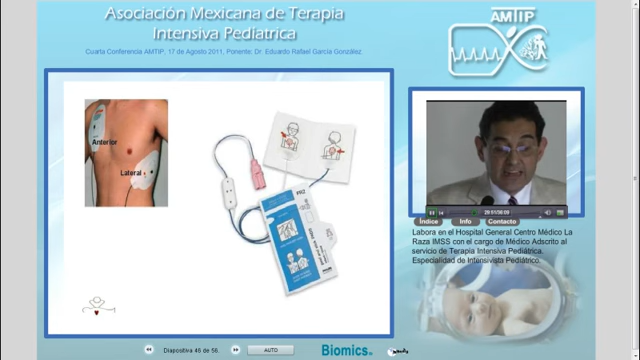 Asociación Mexicana de Terapia
Intensiva Pediatrica
Cuarta Conferencia AMTIP. 17 de Agosto 2011, Ponente: Dr. Eduardo Rafael García González.
AMTIP
Anterior
Lateral
Índice
Info
Contacto
Labora en el Hospital General Centro Médico La
Raza IMSS con el cargo de Médico Adscrito al
servicio de Terapia Intensiva Pediátrica.
Especialidad de Intensivista Pediátrico.
Diapositiva 46 de 56.
AUTO
Biomics